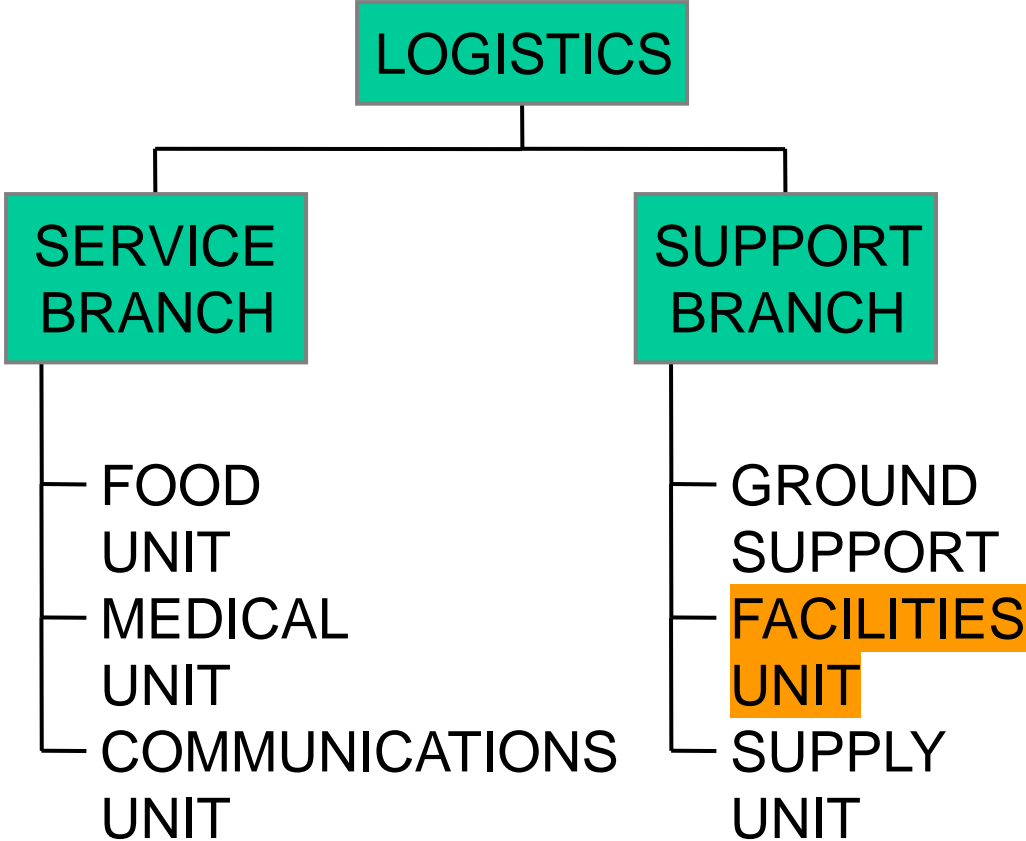 LOGISTICS
SERVICE
BRANCH
FOOD
UNIT
MEDICAL
UNIT
COMMUNICATIONS
UNIT
SUPPORT
BRANCH
GROUND
SUPPORT
FACILITIES
UNIT
SUPPLY
UNIT